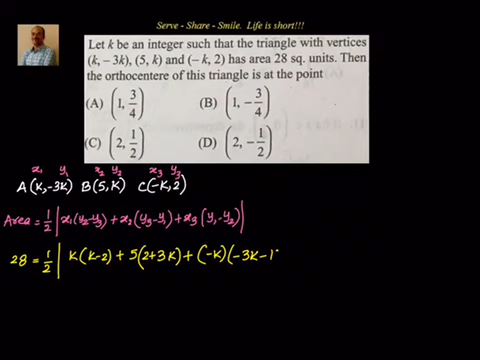 Serve - Share - Smile. Life is short!!!
Let k be an integer such that the triangle with vertices
(k, −3k), (5, k) and (−k, 2) has area 28 sq. units. Then
the orthocentre of this triangle is at the point
(A) (1, 3/4) (B) (1, −3/4)
(C) (2, 1/2) (D) (2, −1/2)
x₁ y₁ x₂ y₂ x₃ y₃
A(K,-3K) B(5,K) C(-K,2)
Area = 1/2 | x₁(y₂-y₃) + x₂(y₃-y₁) + x₃(y₁-y₂) |
28 = 1/2 | K(K-2) + 5(2+3K) + (-K)(-3K-